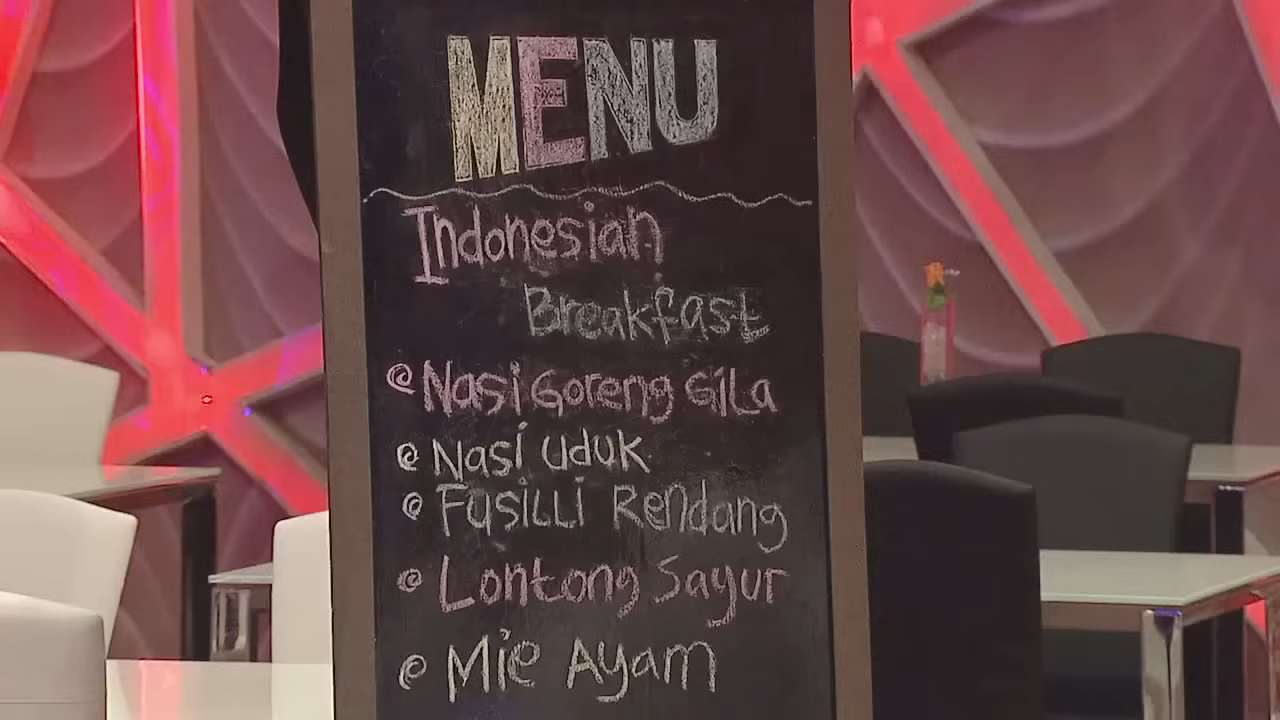 MENU
Indonesian
Breakfast
Nasi Goreng Gila
Nasi Uduk
Fusilli Rendang
Lontong Sayur
Mie Ayam